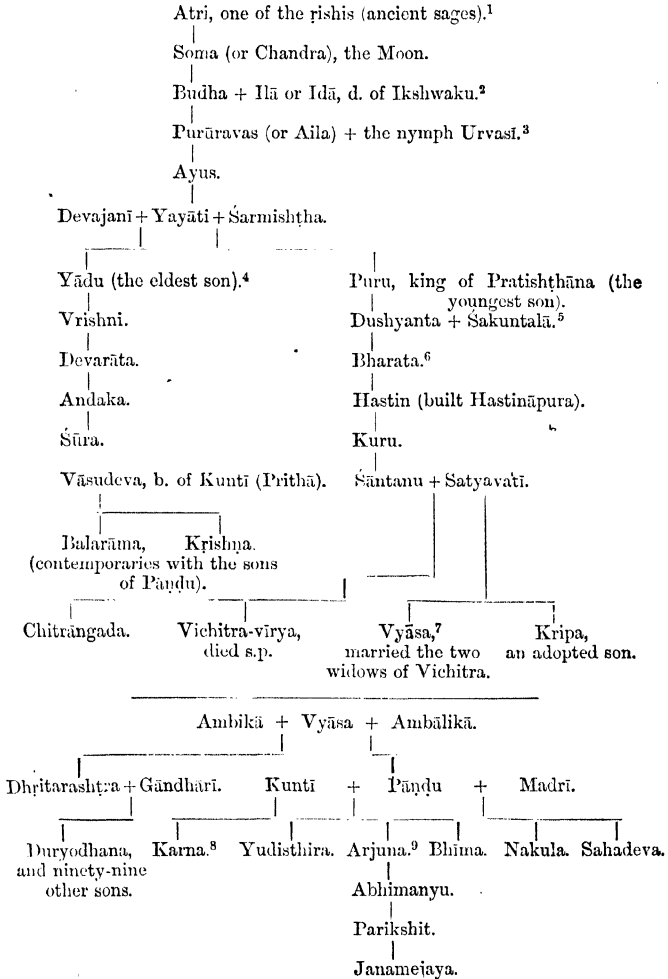 Atri, one of the ṛishis (ancient sages).¹
Soma (or Chandra), the Moon.
Budha + Ilā or Idā, d. of Ikshwaku.²
Purūravas (or Aila) + the nymph Urvasī.³
Ayus.
Devajanī + Yayāti + Śarmishṭha.
Yādu (the eldest son).⁴
Puru, king of Pratishṭhāna (the
youngest son).
Vrishni.
Dushyanta + Śakuntalā.⁵
Devarāta.
Bharata.⁶
Andaka.
Hastin (built Hastināpura).
Śūra.
Kuru.
Vāsudeva, b. of Kuntī (Prithā).
Śāntanu + Satyavatī.
Balarāma, Kṛishṇa.
(contemporaries with the sons
of Pāṇḍu).
Chitrāngada.
Vichitra-vīrya,
died s.p.
Vyāsa,⁷
married the two
widows of Vichitra.
Kripa,
an adopted son.
Ambikā + Vyāsa + Ambālikā.
Dhṛitarashṭra + Gāndhārī. Kuntī + Pāṇḍu + Madrī.
Duryodhana,
and ninety-nine
other sons.
Karna.⁸ Yudisthira. Arjuna.⁹ Bhīma. Nakula. Sahadeva.
Abhimanyu.
Parikshit.
Janamejaya.